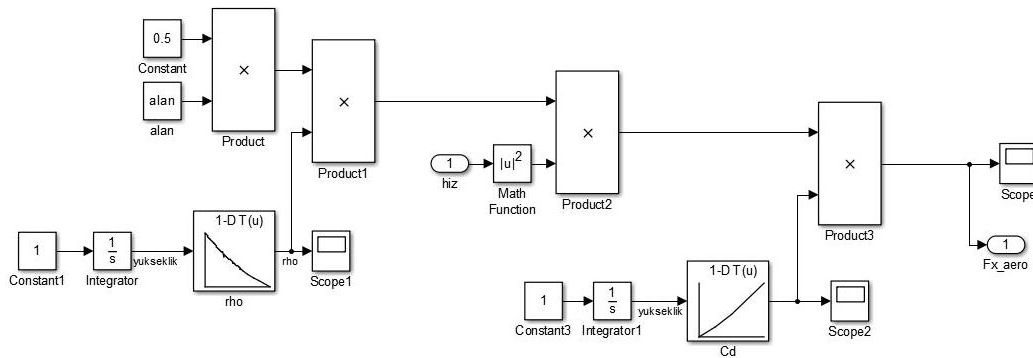 0.5
Constant
alan
alan
×
Product
×
Product1
1
hiz
|u|²
Math
Function
×
Product2
×
Product3
Scope
1
Fx_aero
1
Constant1
1
s
Integrator
yukseklik
1-D T(u)
rho
rho
Scope1
1
Constant3
1
s
Integrator1
yukseklik
1-D T(u)
Cd
Scope2